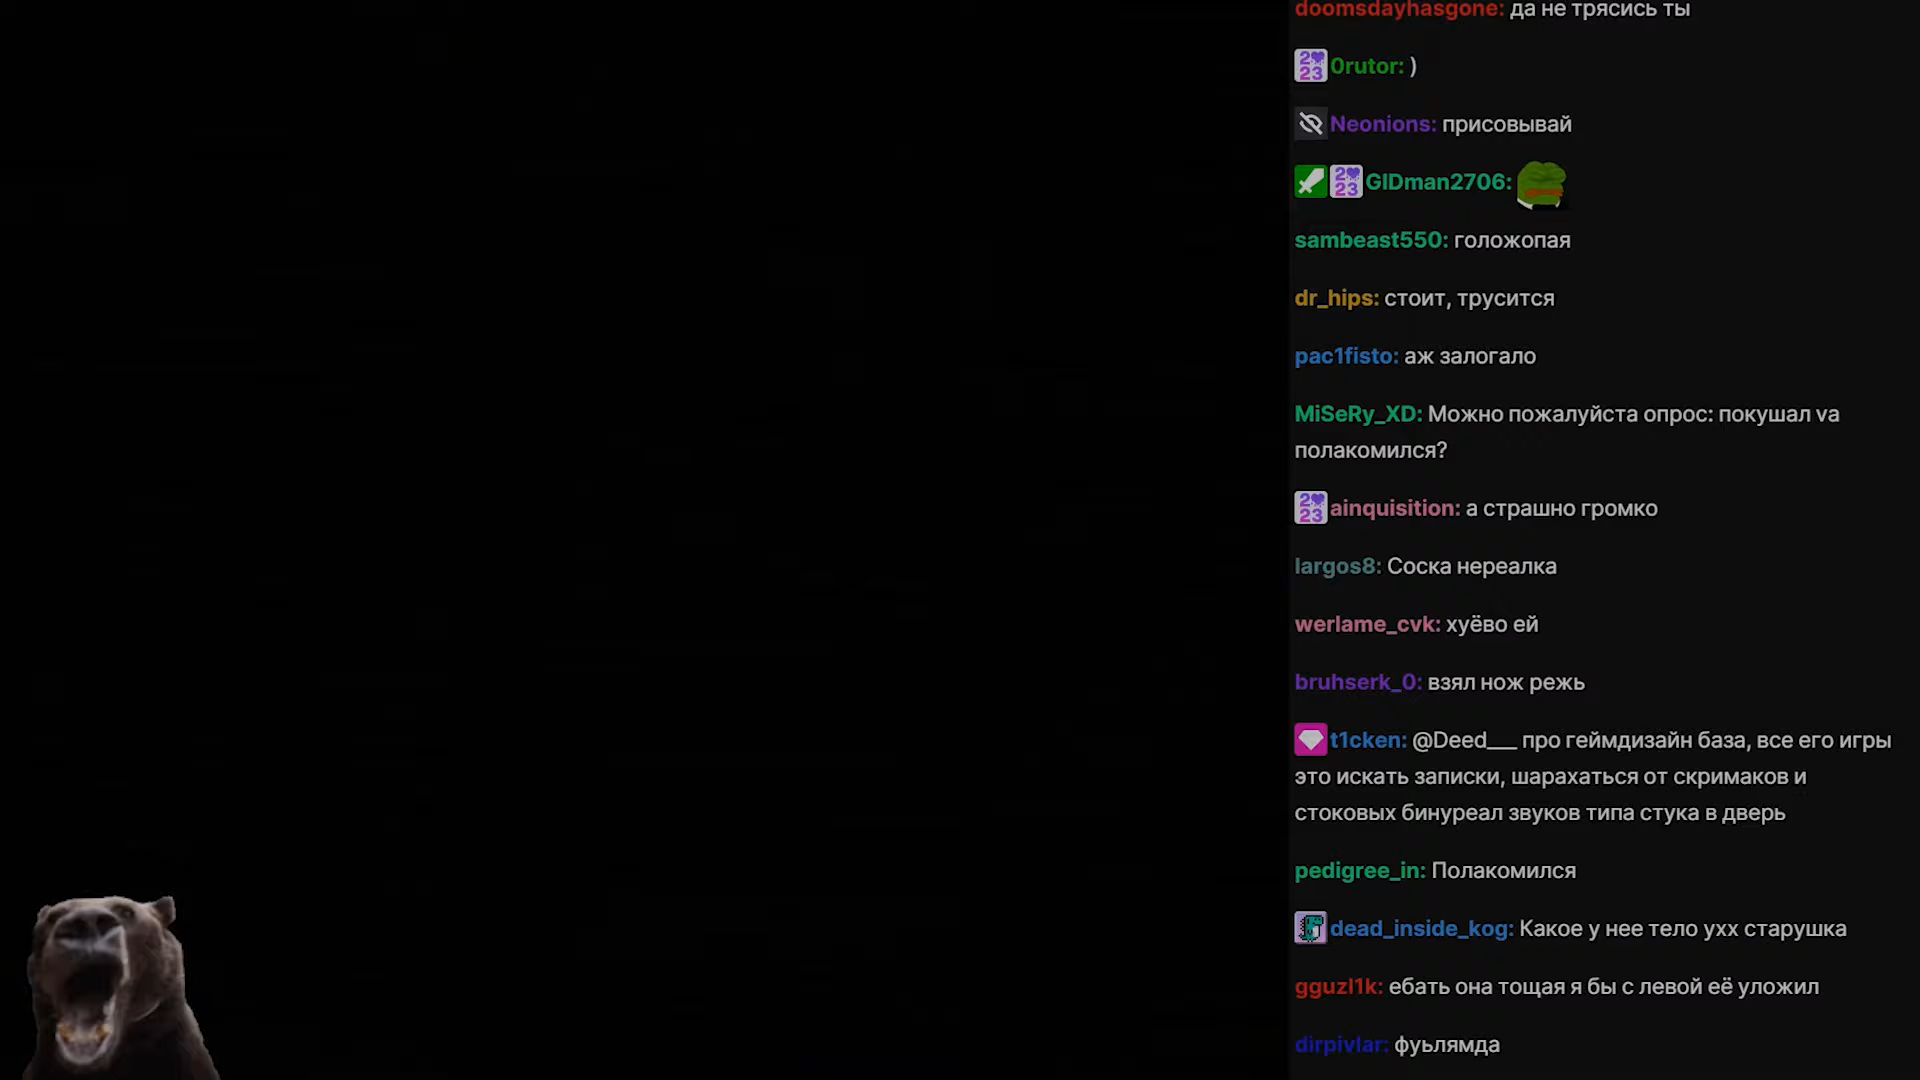 doomsdayhasgone: да не трясись ты
0rutor: )
Neonions: присовывай
GIDman2706:
sambeast550: голожопая
dr_hips: стоит, трусится
pac1fisto: аж залогало
MiSeRy_XD: Можно пожалуйста опрос: покушал va
полакомился?
ainquisition: а страшно громко
largos8: Соска нереалка
werlame_cvk: хуёво ей
bruhserk_0: взял нож режь
t1cken: @Deed___ про геймдизайн база, все его игры
это искать записки, шарахаться от скримаков и
стоковых бинуреал звуков типа стука в дверь
pedigree_in: Полакомился
dead_inside_kog: Какое у нее тело ухх старушка
gguzl1k: ебать она тощая я бы с левой её уложил
dirpivlar: фуьлямда